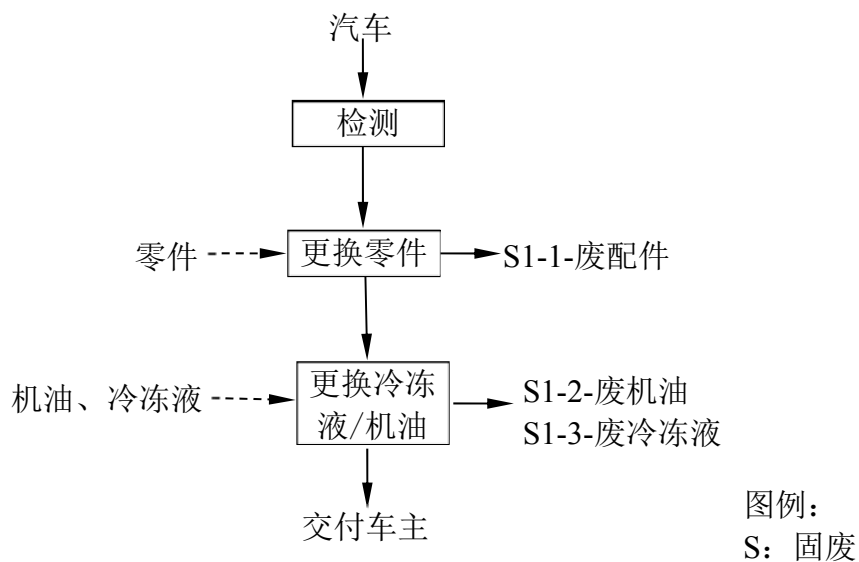 汽车
检测
零件
更换零件
S1-1-废配件
机油、冷冻液
更换冷冻
液/机油
S1-2-废机油
S1-3-废冷冻液
交付车主
图例：
S：固废